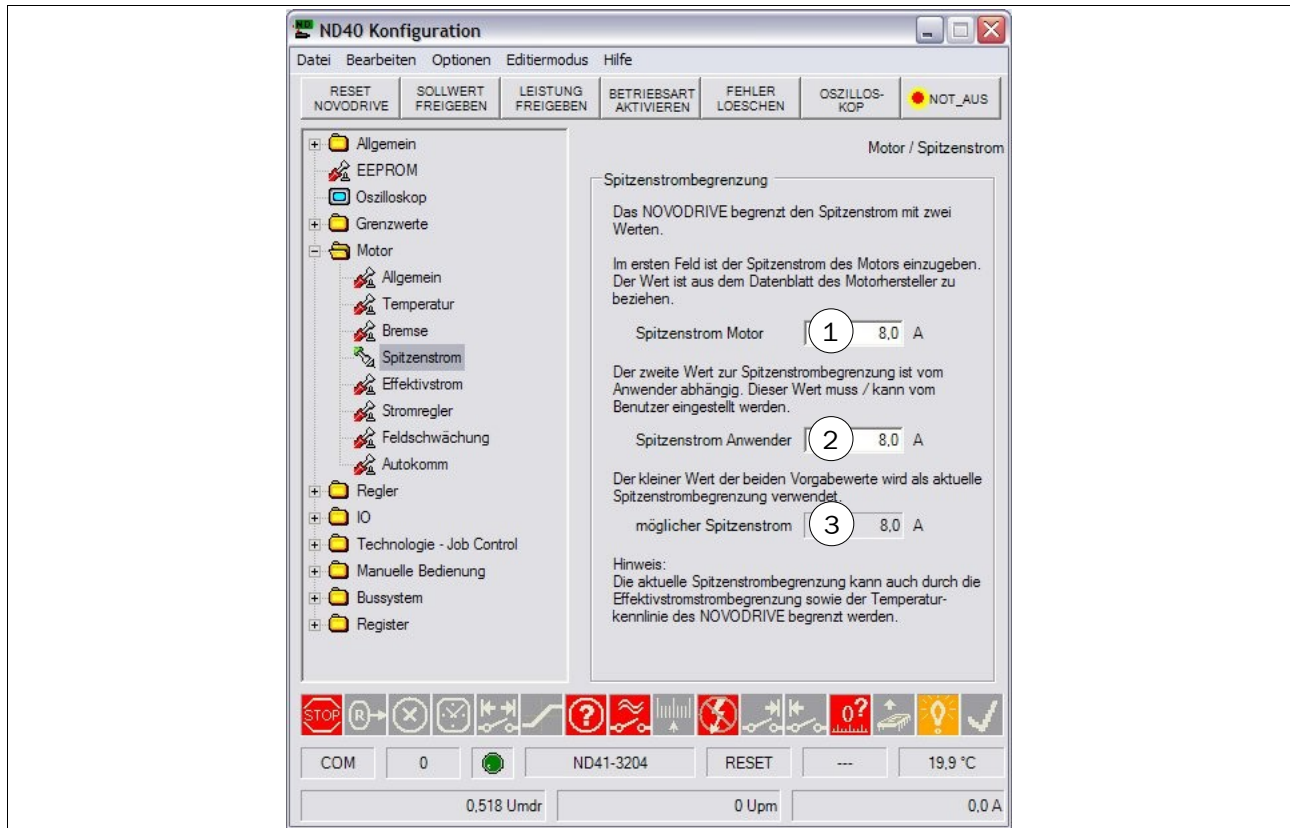 ND40 Konfiguration
Datei Bearbeiten Optionen Editiermodus Hilfe
RESET NOVODRIVE
SOLLWERT FREIGEBEN
LEISTUNG FREIGEBEN
BETRIEBSART AKTIVIEREN
FEHLER LOESCHEN
OSZILLOS-KOP
NOT_AUS
Allgemein
EEPROM
Oszilloskop
Grenzwerte
Motor
Allgemein
Temperatur
Bremse
Spitzenstrom
Effektivstrom
Stromregler
Feldschwächung
Autokomm
Regler
IO
Technologie - Job Control
Manuelle Bedienung
Bussystem
Register
Motor / Spitzenstrom
Spitzenstrombegrenzung
Das NOVODRIVE begrenzt den Spitzenstrom mit zwei
Werten.
Im ersten Feld ist der Spitzenstrom des Motors einzugeben.
Der Wert ist aus dem Datenblatt des Motorhersteller zu
beziehen.
Spitzenstrom Motor 1 8,0 A
Der zweite Wert zur Spitzenstrombegrenzung ist vom
Anwender abhängig. Dieser Wert muss / kann vom
Benutzer eingestellt werden.
Spitzenstrom Anwender 2 8,0 A
Der kleiner Wert der beiden Vorgabewerte wird als aktuelle
Spitzenstrombegrenzung verwendet.
möglicher Spitzenstrom 3 8,0 A
Hinweis:
Die aktuelle Spitzenstrombegrenzung kann auch durch die
Effektivstromstrombegrenzung sowie der Temperatur-
kennlinie des NOVODRIVE begrenzt werden.
STOP R ? 0?
COM 0 ND41-3204 RESET --- 19,9 °C
0,518 Umdr 0 Upm 0,0 A